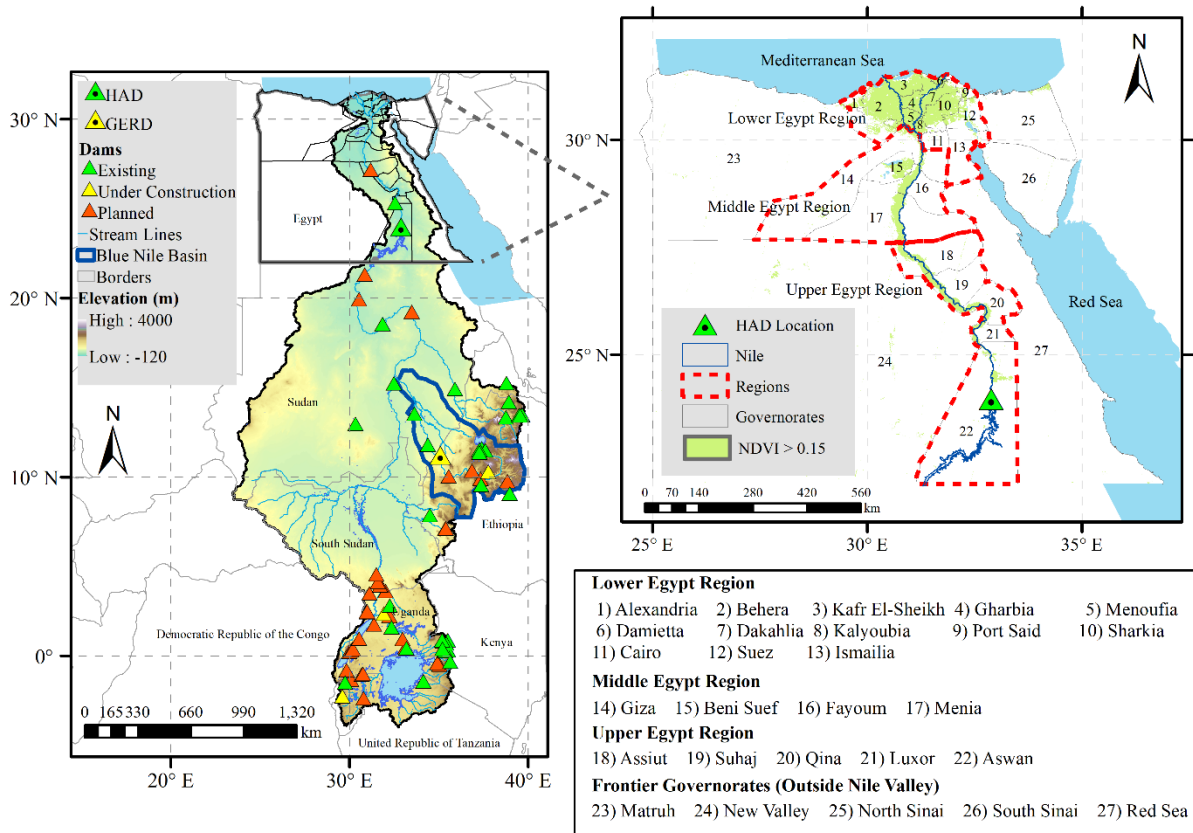 HAD
GERD
Dams
Existing
Under Construction
Planned
Stream Lines
Blue Nile Basin
Borders
Elevation (m)
High : 4000
Low : -120
30° N
20° N
10° N
0°
20° E
30° E
40° E
N
Egypt
Sudan
South Sudan
Ethiopia
Democratic Republic of the Congo
Kenya
United Republic of Tanzania
0 165 330 660 990 1,320
km
Mediterranean Sea
N
Lower Egypt Region
Middle Egypt Region
Upper Egypt Region
Red Sea
1
2
3
4
5
6
7
8
9
10
11
12
13
14
15
16
17
18
19
20
21
22
23
24
25
26
27
30° N
25° N
25° E
30° E
35° E
HAD Location
Nile
Regions
Governorates
NDVI > 0.15
0 70 140 280 420 560
km
Lower Egypt Region
1) Alexandria 2) Behera 3) Kafr El-Sheikh 4) Gharbia 5) Menoufia
6) Damietta 7) Dakahlia 8) Kalyoubia 9) Port Said 10) Sharkia
11) Cairo 12) Suez 13) Ismailia
Middle Egypt Region
14) Giza 15) Beni Suef 16) Fayoum 17) Menia
Upper Egypt Region
18) Assiut 19) Suhaj 20) Qina 21) Luxor 22) Aswan
Frontier Governorates (Outside Nile Valley)
23) Matruh 24) New Valley 25) North Sinai 26) South Sinai 27) Red Sea